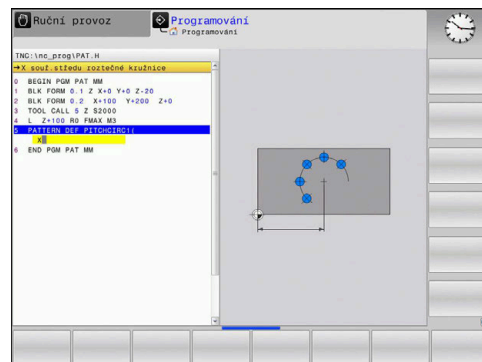 Ruční provoz
Programování
Programování
TNC:\nc_prog\PAT.H
→X souř.středu roztečné kružnice
0 BEGIN PGM PAT MM
1 BLK FORM 0.1 Z X+0 Y+0 Z-20
2 BLK FORM 0.2 X+100 Y+200 Z+0
3 TOOL CALL 5 Z S2000
4 L Z+100 R0 FMAX M3
5 PATTERN DEF PITCHCIRC1(
X
6 END PGM PAT MM